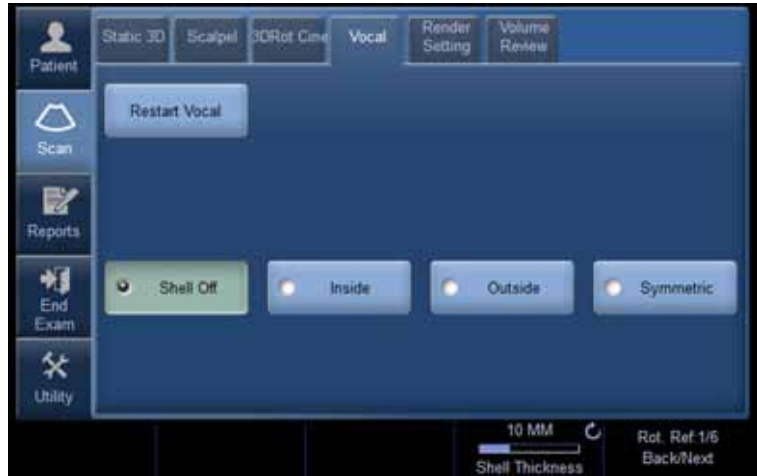 Patient
Scan
Reports
End
Exam
Utility
Static 3D
Scalpel
3DRot Cine
Vocal
Render
Setting
Volume
Review
Restart Vocal
Shell Off
Inside
Outside
Symmetric
10 MM
Shell Thickness
Rot. Ref:1/6
Back/Next